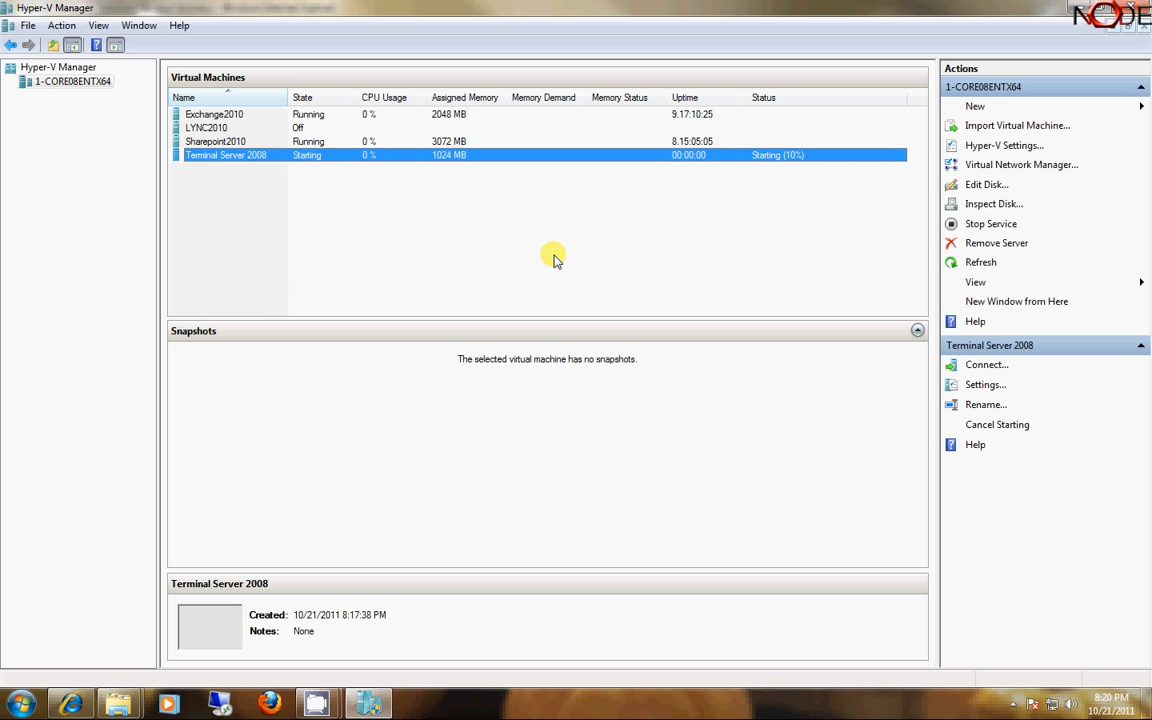 Hyper-V Manager
NODE
File Action View Window Help
Hyper-V Manager
1-CORE08ENTX64
Virtual Machines
Name State CPU Usage Assigned Memory Memory Demand Memory Status Uptime Status
Exchange2010 Running 0 % 2048 MB 9.17:10:25
LYNC2010 Off
Sharepoint2010 Running 0 % 3072 MB 8.15:05:05
Terminal Server 2008 Starting 0 % 1024 MB 00:00:00 Starting (10%)
Snapshots
The selected virtual machine has no snapshots.
Terminal Server 2008
Created: 10/21/2011 8:17:38 PM
Notes: None
Actions
1-CORE08ENTX64
New
Import Virtual Machine...
Hyper-V Settings...
Virtual Network Manager...
Edit Disk...
Inspect Disk...
Stop Service
Remove Server
Refresh
View
New Window from Here
Help
Terminal Server 2008
Connect...
Settings...
Rename...
Cancel Starting
Help
8:20 PM
10/21/2011